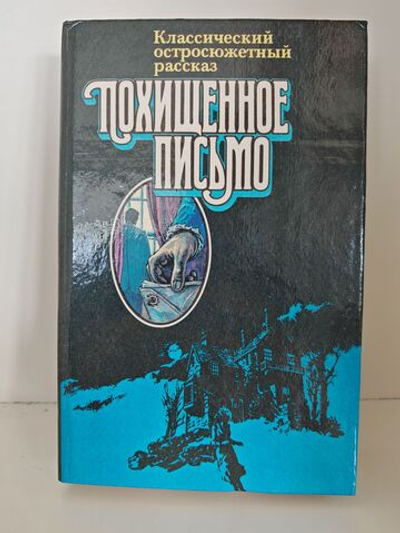 Классический
остросюжетный
рассказ
ПОХИЩЕННОЕ
ПИСЬМО